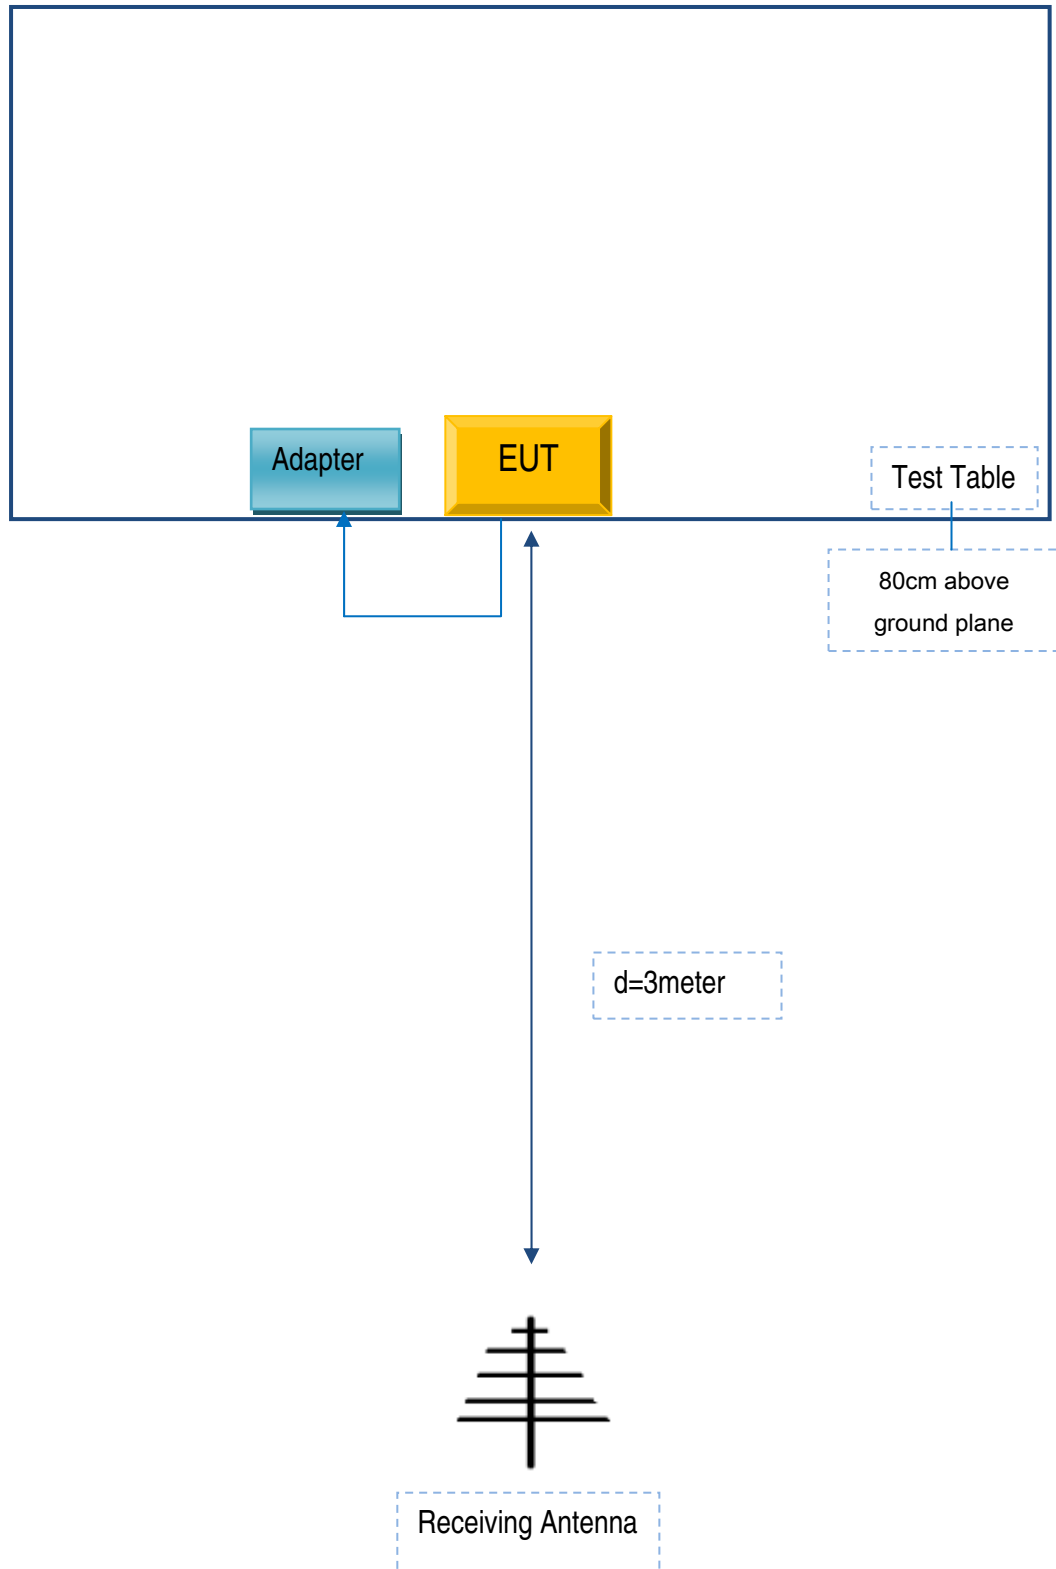 Adapter
EUT
Test Table
80cm above
ground plane
d=3meter
Receiving Antenna